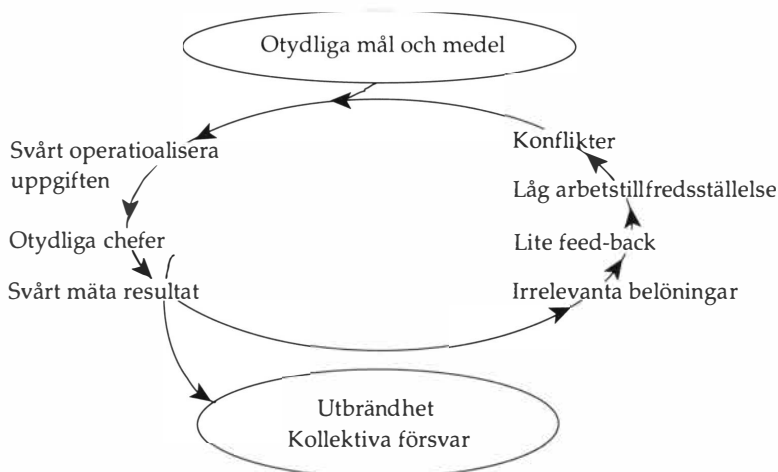 Otydliga mål och medel
Svårt operatioalisera
uppgiften
Otydliga chefer
Svårt mäta resultat
Utbrändhet
Kollektiva försvar
Irrelevanta belöningar
Lite feed-back
Låg arbetstillfredsställelse
Konflikter